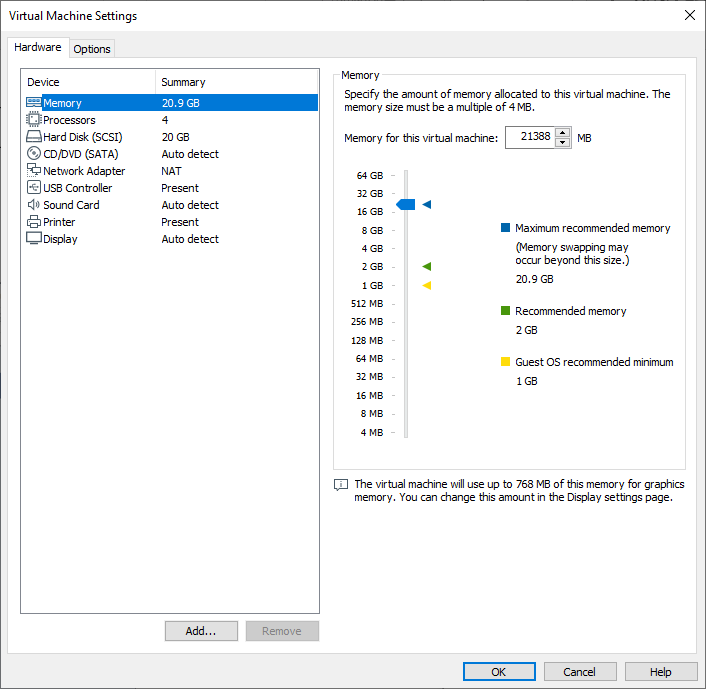 Virtual Machine Settings
Hardware
Options
Device Summary
Memory 20.9 GB
Processors 4
Hard Disk (SCSI) 20 GB
CD/DVD (SATA) Auto detect
Network Adapter NAT
USB Controller Present
Sound Card Auto detect
Printer Present
Display Auto detect
Add...
Remove
Memory
Specify the amount of memory allocated to this virtual machine. The
memory size must be a multiple of 4 MB.
Memory for this virtual machine: 21388 MB
64 GB
32 GB
16 GB
8 GB
4 GB
2 GB
1 GB
512 MB
256 MB
128 MB
64 MB
32 MB
16 MB
8 MB
4 MB
Maximum recommended memory
(Memory swapping may
occur beyond this size.)
20.9 GB
Recommended memory
2 GB
Guest OS recommended minimum
1 GB
The virtual machine will use up to 768 MB of this memory for graphics
memory. You can change this amount in the Display settings page.
OK
Cancel
Help